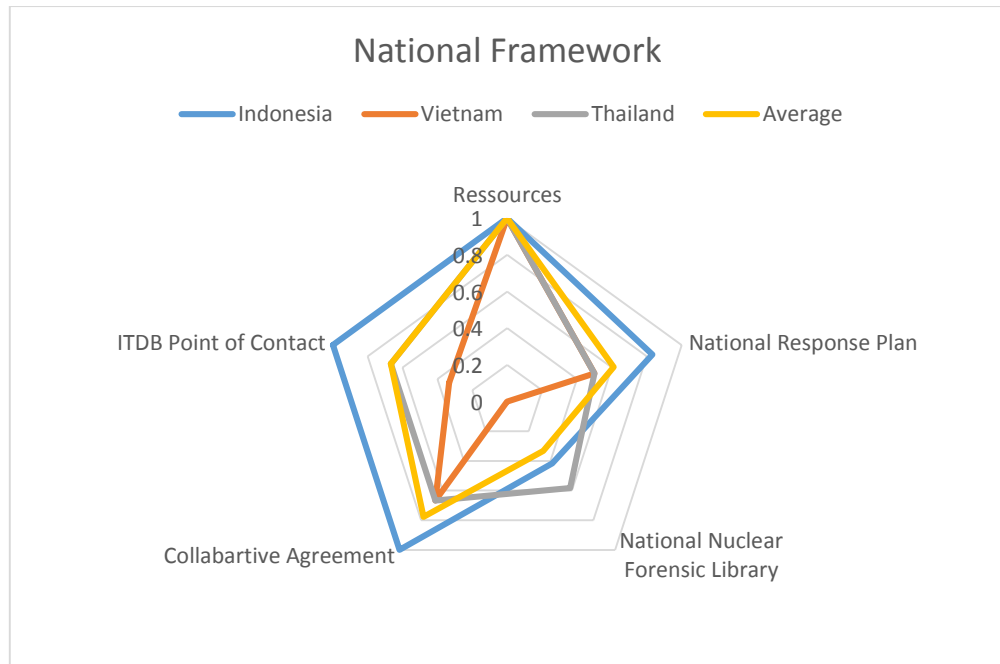 National Framework
Indonesia Vietnam Thailand Average
Ressources
1
0.8
0.6
0.4
0.2
0
ITDB Point of Contact
National Response Plan
Collabartive Agreement
National Nuclear
Forensic Library